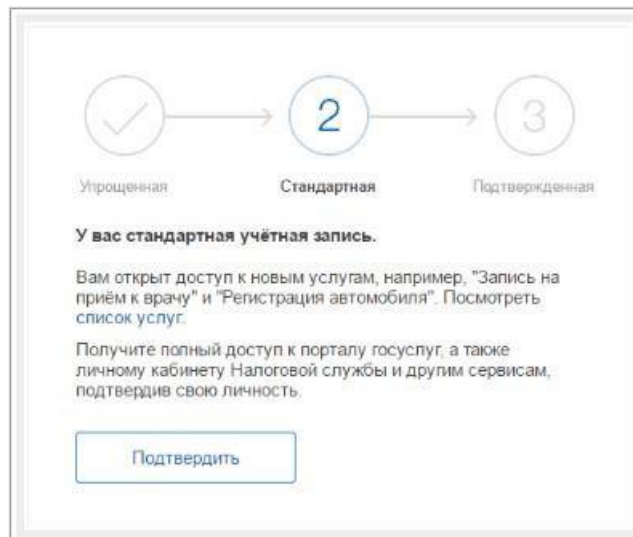 2
3
Упрощенная
Стандартная
Подтвержденная
У вас стандартная учётная запись.
Вам открыт доступ к новым услугам, например, "Запись на
приём к врачу" и "Регистрация автомобиля". Посмотреть
список услуг.
Получите полный доступ к порталу госуслуг, а также
личному кабинету Налоговой службы и другим сервисам,
подтвердив свою личность.
Подтвердить